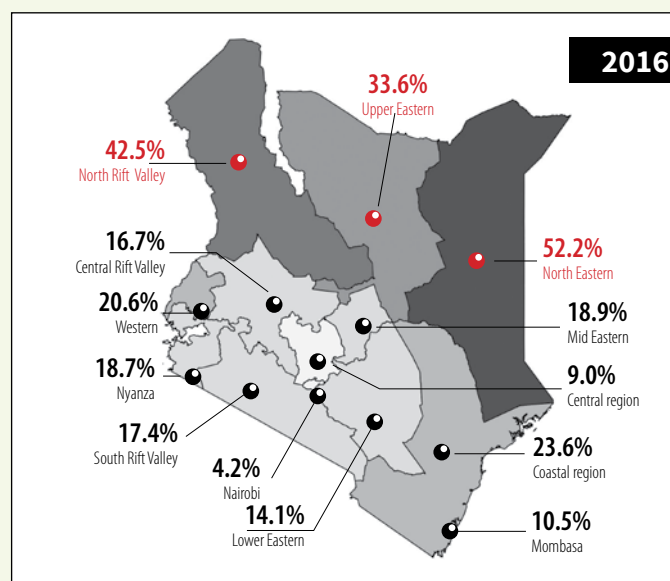 2016
33.6%
Upper Eastern
42.5%
North Rift Valley
16.7%
Central Rift Valley
52.2%
North Eastern
20.6%
Western
18.9%
Mid Eastern
18.7%
Nyanza
9.0%
Central region
17.4%
South Rift Valley
23.6%
Coastal region
4.2%
Nairobi
14.1%
Lower Eastern
10.5%
Mombasa